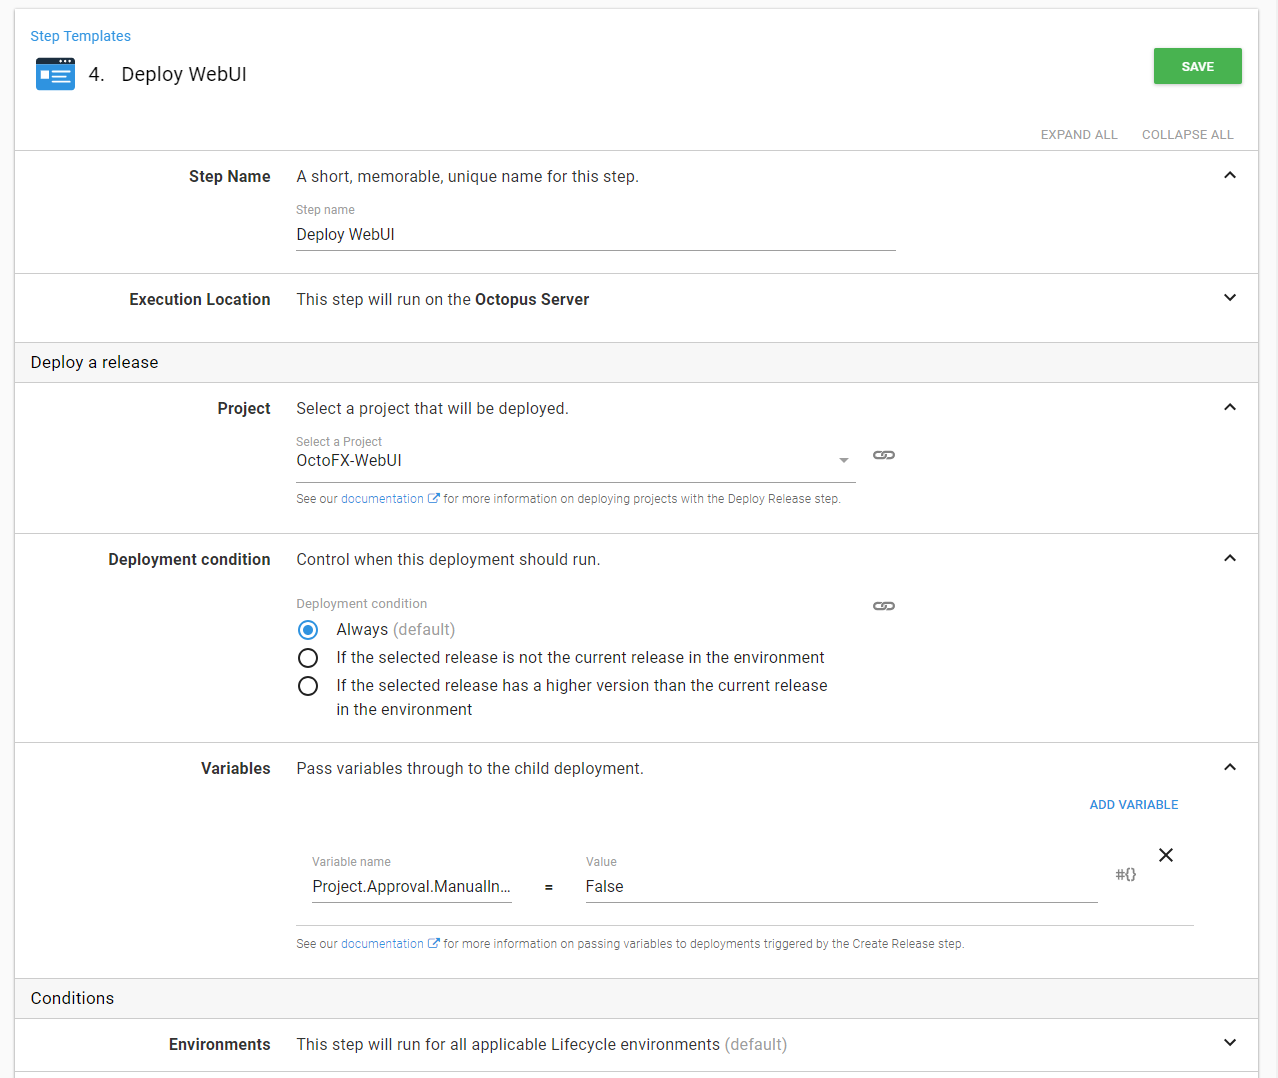 Step Templates
4. Deploy WebUI
SAVE
EXPAND ALL COLLAPSE ALL
Step Name A short, memorable, unique name for this step.
Step name
Deploy WebUI
Execution Location This step will run on the Octopus Server
Deploy a release
Project Select a project that will be deployed.
Select a Project
OctoFX-WebUI
See our documentation for more information on deploying projects with the Deploy Release step.
Deployment condition Control when this deployment should run.
Deployment condition
Always (default)
If the selected release is not the current release in the environment
If the selected release has a higher version than the current release
in the environment
Variables Pass variables through to the child deployment.
ADD VARIABLE
Variable name Value
Project.Approval.ManualIn... = False #{}
See our documentation for more information on passing variables to deployments triggered by the Create Release step.
Conditions
Environments This step will run for all applicable Lifecycle environments (default)